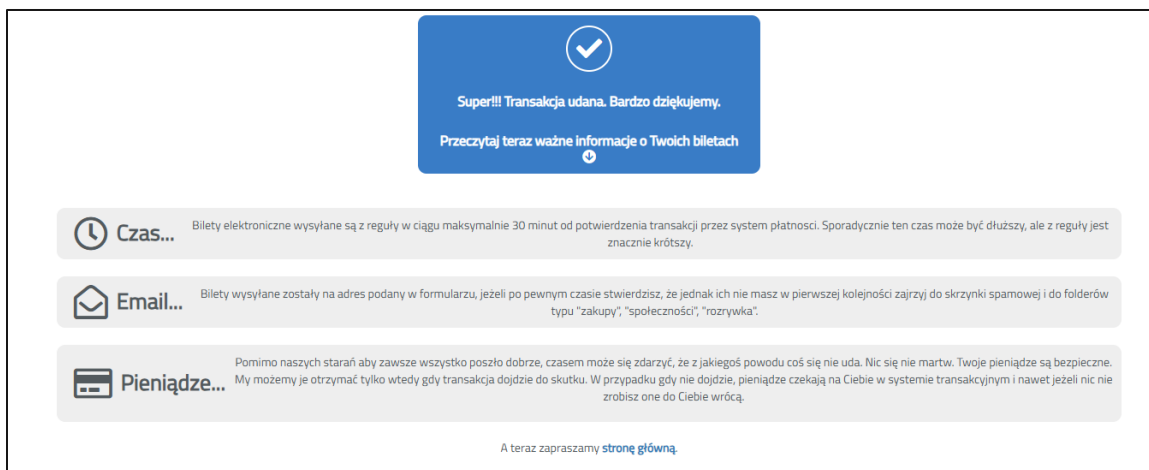 Super!!! Transakcja udana. Bardzo dziękujemy.
Przeczytaj teraz ważne informacje o Twoich biletach
Czas...
Bilety elektroniczne wysyłane są z reguły w ciągu maksymalnie 30 minut od potwierdzenia transakcji przez system płatnosci. Sporadycznie ten czas może być dłuższy, ale z reguły jest
znacznie krótszy.
Email...
Bilety wysyłane zostały na adres podany w formularzu, jeżeli po pewnym czasie stwierdzisz, że jednak ich nie masz w pierwszej kolejności zajrzyj do skrzynki spamowej i do folderów
typu "zakupy", "społeczności", "rozrywka".
Pieniądze...
Pomimo naszych starań aby zawsze wszystko poszło dobrze, czasem może się zdarzyć, że z jakiegoś powodu coś się nie uda. Nic się nie martw. Twoje pieniądze są bezpieczne.
My możemy je otrzymać tylko wtedy gdy transakcja dojdzie do skutku. W przypadku gdy nie dojdzie, pieniądze czekają na Ciebie w systemie transakcyjnym i nawet jeżeli nic nie
zrobisz one do Ciebie wrócą.
A teraz zapraszamy stronę główną.